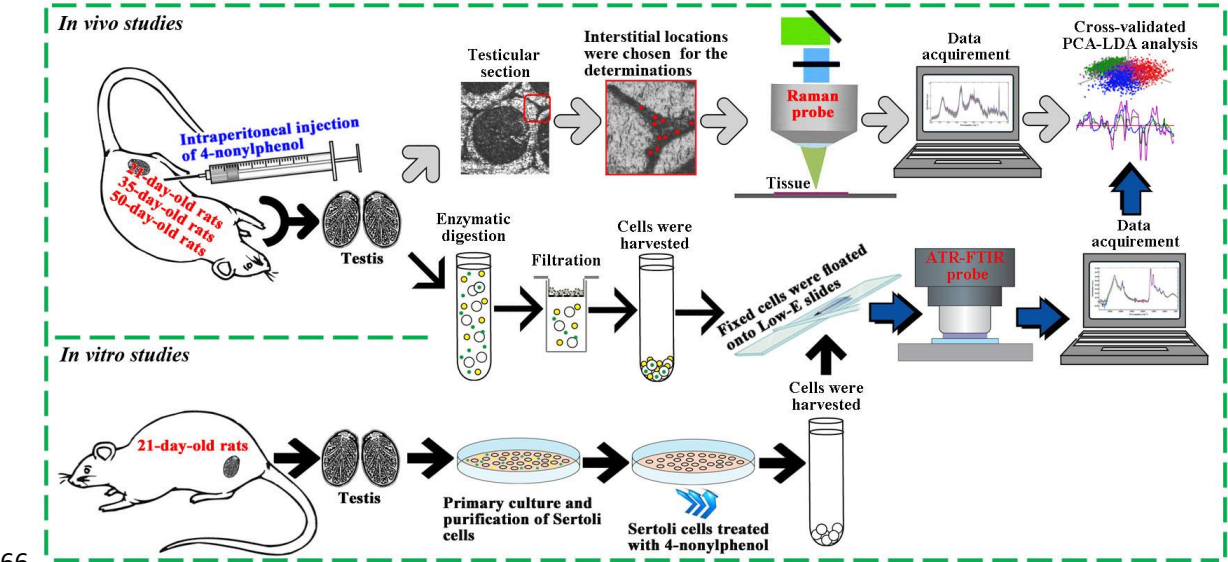 In vivo studies
Intraperitoneal injection
of 4-nonylphenol
21-day-old rats
35-day-old rats
50-day-old rats
Testis
Testicular
section
Interstitial locations
were chosen for the
determinations
Raman
probe
Tissue
Data
acquirement
Cross-validated
PCA-LDA analysis
Enzymatic
digestion
Filtration
Cells were
harvested
Fixed cells were floated
onto Low-E slides
ATR-FTIR
probe
Data
acquirement
In vitro studies
21-day-old rats
Testis
Primary culture and
purification of Sertoli
cells
Sertoli cells treated
with 4-nonylphenol
Cells were
harvested
66